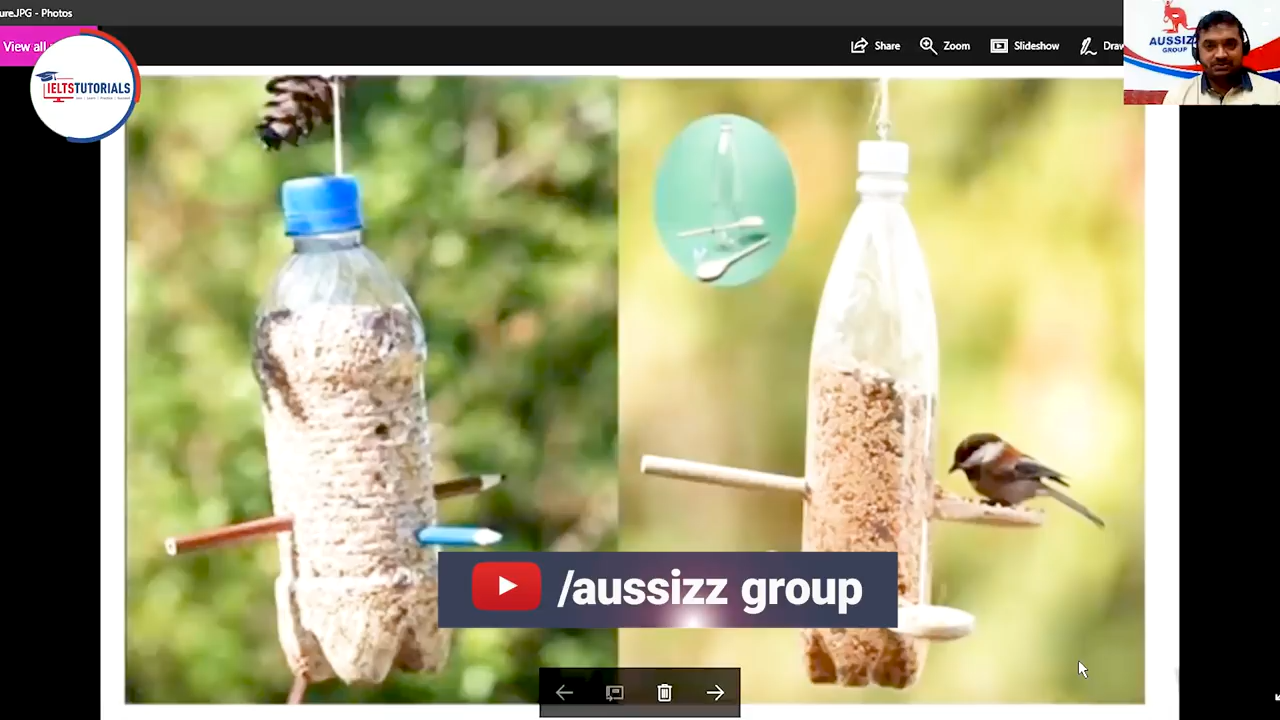 ureJPG - Photos
View all
Share
Zoom
Slideshow
Draw
AUSSIZZ
GROUP
IELTSTUTORIALS
/aussizz group